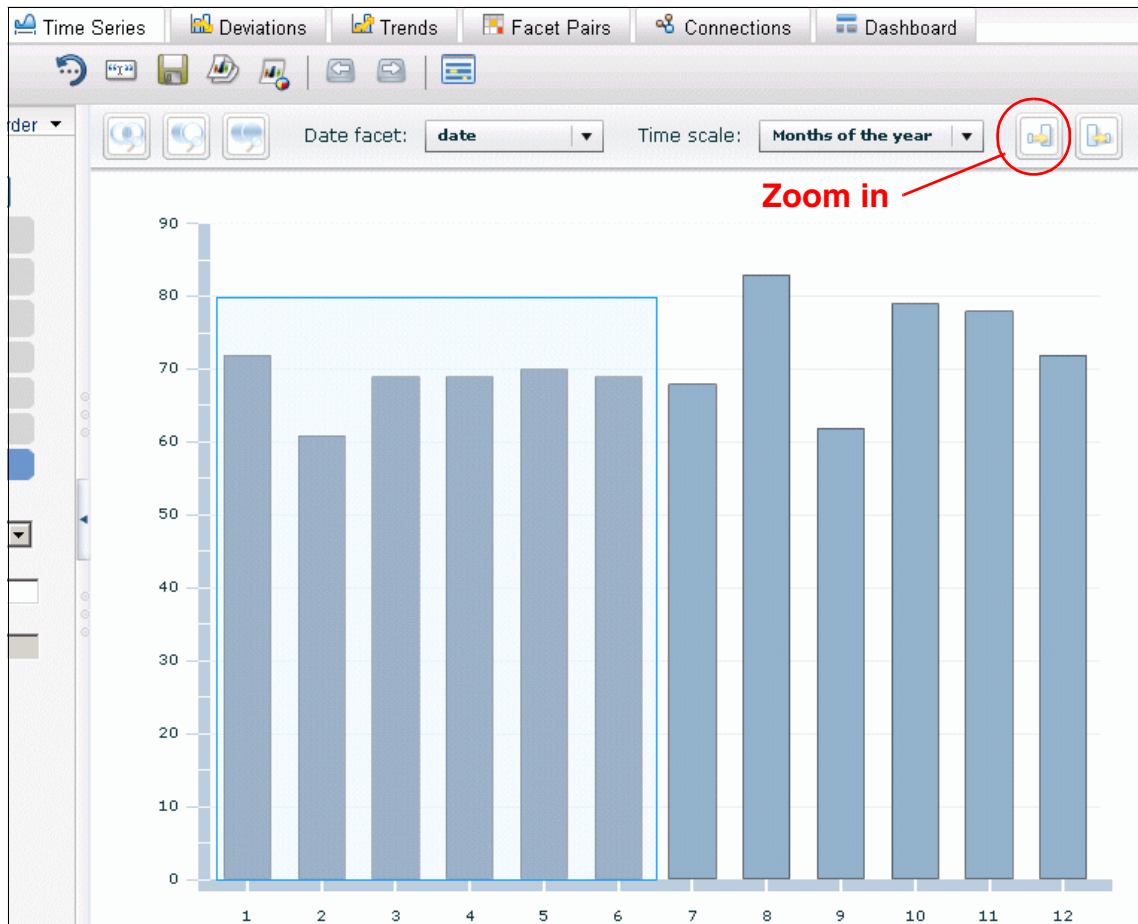 Time Series Deviations Trends Facet Pairs Connections Dashboard
rder
Date facet: date Time scale: Months of the year
Zoom in
90
80
70
60
50
40
30
20
10
0
1 2 3 4 5 6 7 8 9 10 11 12